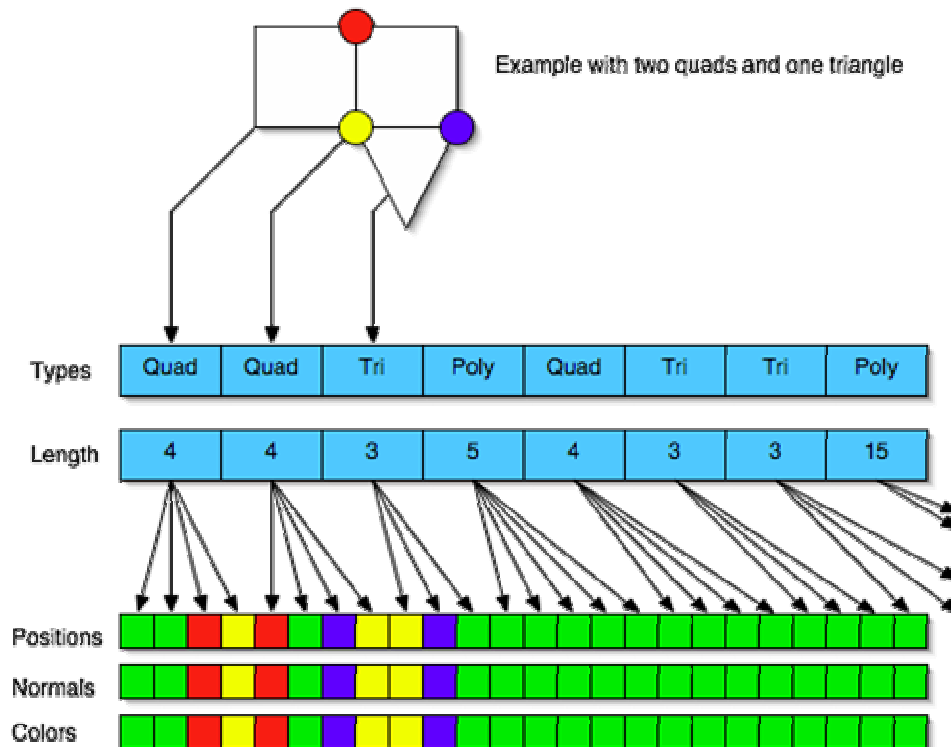 Example with two quads and one triangle
Types Quad Quad Tri Poly Quad Tri Tri Poly
Length 4 4 3 5 4 3 3 15
Positions
Normals
Colors